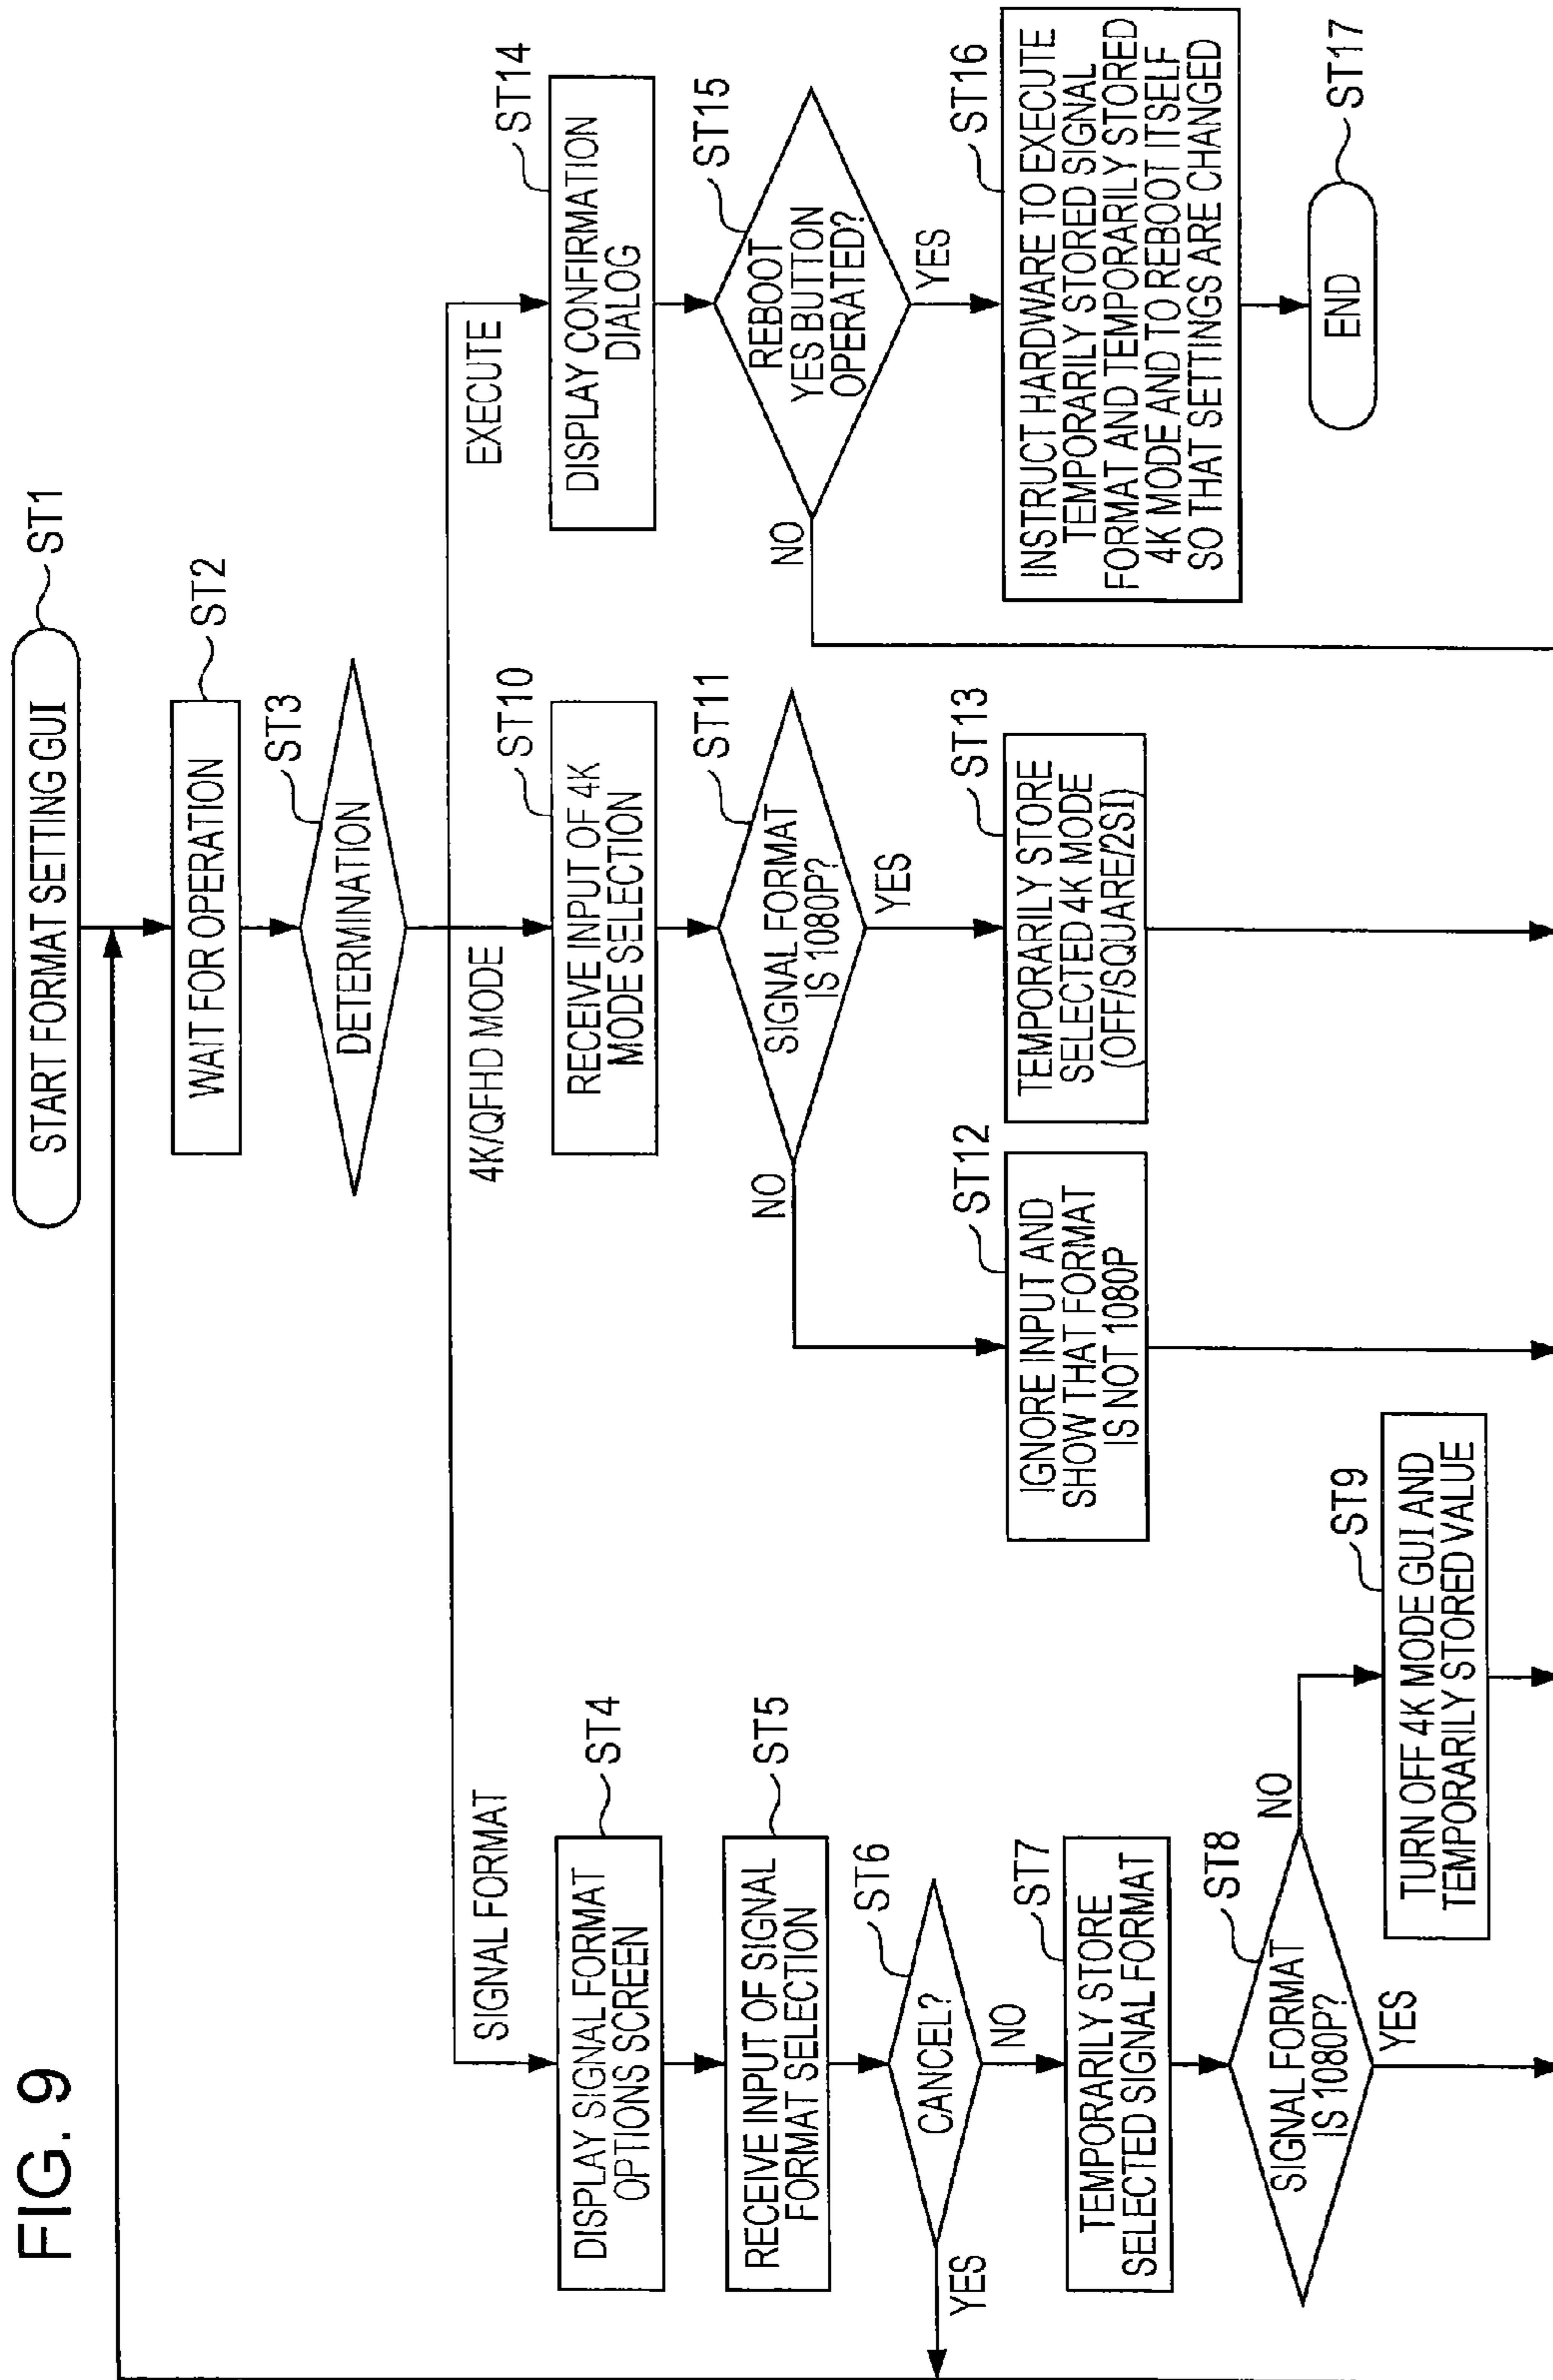 FIG. 9
START FORMAT SETTING GUI
ST1
WAIT FOR OPERATION
ST2
DETERMINATION
ST3
SIGNAL FORMAT
DISPLAY SIGNAL FORMAT
OPTIONS SCREEN
ST4
RECEIVE INPUT OF SIGNAL
FORMAT SELECTION
ST5
CANCEL?
ST6
YES
NO
TEMPORARILY STORE
SELECTED SIGNAL FORMAT
ST7
SIGNAL FORMAT
IS 1080P?
ST8
NO
YES
TURN OFF 4K MODE GUI AND
TEMPORARILY STORED VALUE
ST9
4K/QFHD MODE
RECEIVE INPUT OF 4K
MODE SELECTION
ST10
SIGNAL FORMAT
IS 1080P?
ST11
NO
YES
IGNORE INPUT AND
SHOW THAT FORMAT
IS NOT 1080P
ST12
TEMPORARILY STORE
SELECTED 4K MODE
(OFF/SQUARE/2SI)
ST13
EXECUTE
DISPLAY CONFIRMATION
DIALOG
ST14
REBOOT
YES BUTTON
OPERATED?
ST15
NO
YES
INSTRUCT HARDWARE TO EXECUTE
TEMPORARILY STORED SIGNAL
FORMAT AND TEMPORARILY STORED
4K MODE AND TO REBOOT ITSELF
SO THAT SETTINGS ARE CHANGED
ST16
END
ST17